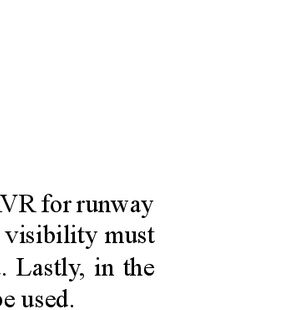 VR for runway
visibility must
. Lastly, in the
be used.